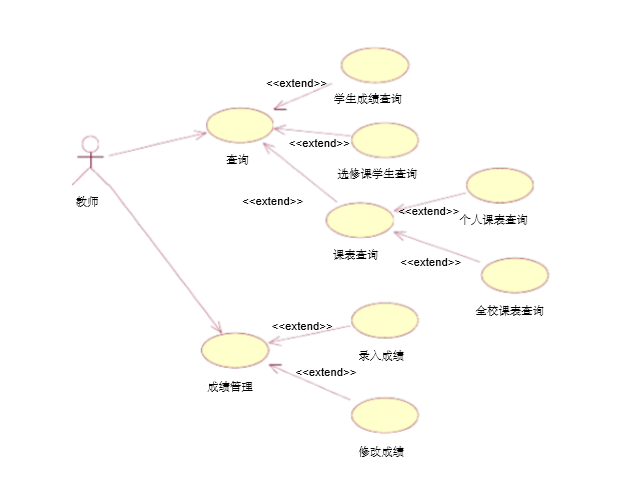 <<extend>>
学生成绩查询
<<extend>>
查询
选修课学生查询
教师
<<extend>>
<<extend>>
个人课表查询
课表查询
<<extend>>
全校课表查询
<<extend>>
录入成绩
<<extend>>
成绩管理
修改成绩